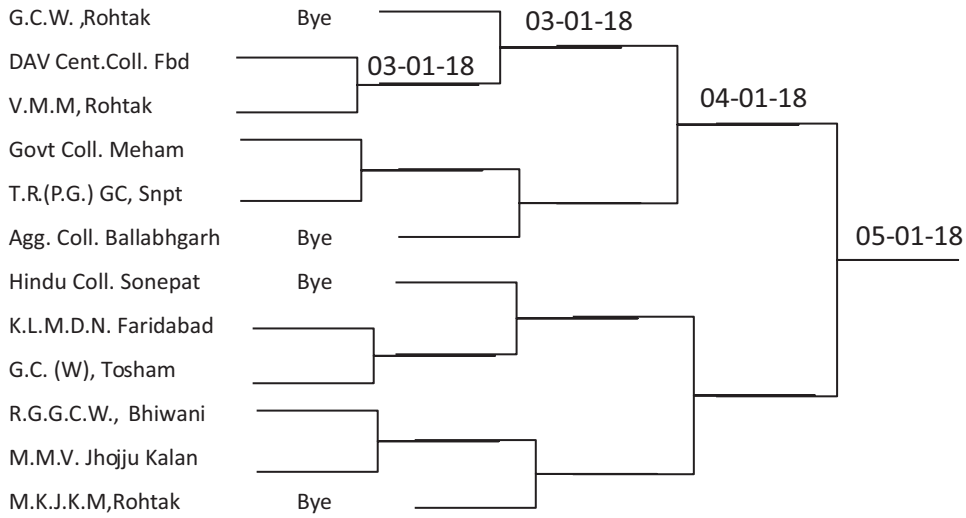 G.C.W. ,Rohtak Bye
03-01-18
DAV Cent.Coll. Fbd
03-01-18
V.M.M, Rohtak
04-01-18
Govt Coll. Meham
T.R.(P.G.) GC, Snpt
Agg. Coll. Ballabhgarh Bye
05-01-18
Hindu Coll. Sonepat Bye
K.L.M.D.N. Faridabad
G.C. (W), Tosham
R.G.G.C.W., Bhiwani
M.M.V. Jhojju Kalan
M.K.J.K.M,Rohtak Bye